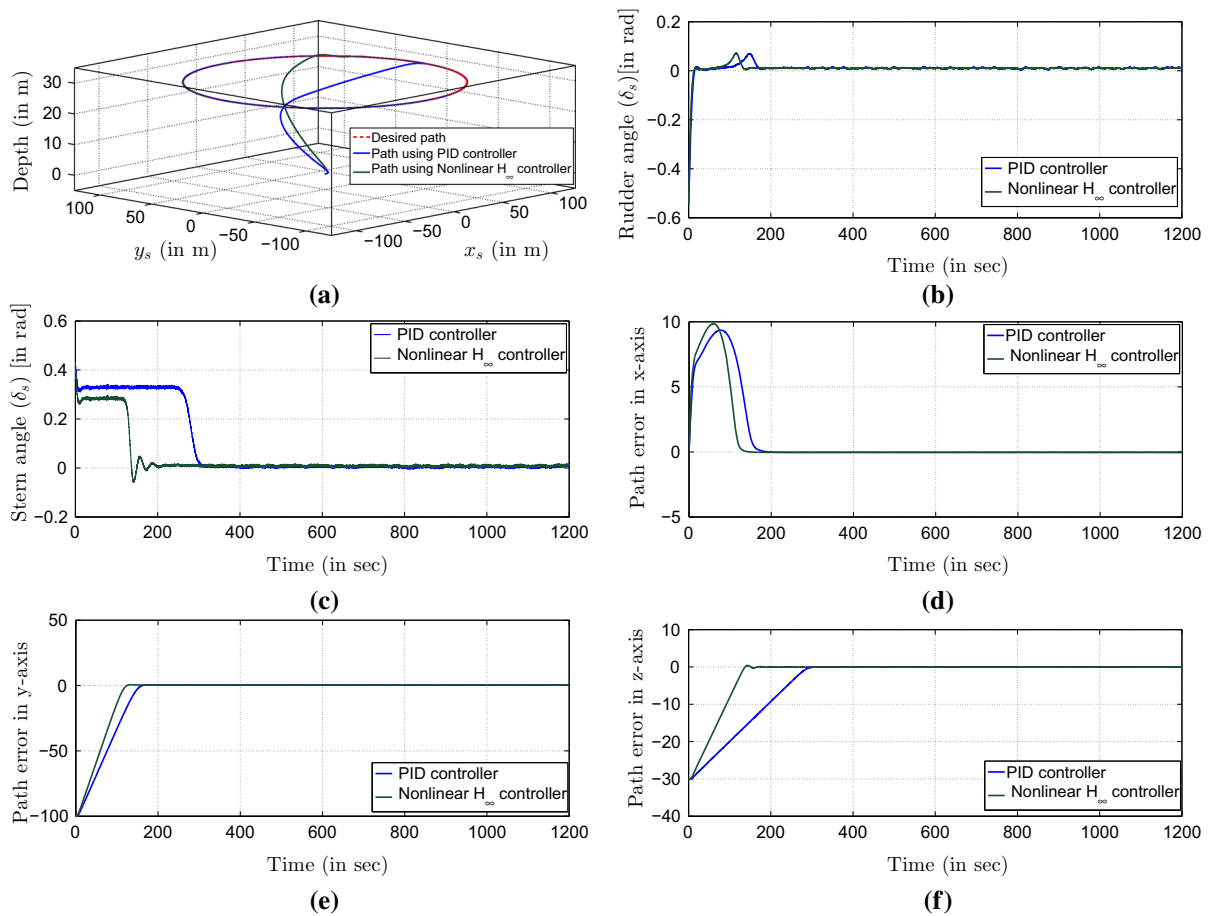 30
20
10
0
Depth (in m)
100
50
0
−50
−100
y_s (in m)
−100
−50
0
50
100
x_s (in m)
Desired path
Path using PID controller
Path using Nonlinear H∞ controller
(a)
0.2
0
−0.2
−0.4
−0.6
Rudder angle (δ_s) [in rad]
PID controller
Nonlinear H∞ controller
0 200 400 600 800 1000 1200
Time (in sec)
(b)
0.6
0.4
0.2
0
−0.2
Stern angle (δ_s) [in rad]
PID controller
Nonlinear H∞ controller
0 200 400 600 800 1000 1200
Time (in sec)
(c)
10
5
0
−5
Path error in x-axis
PID controller
Nonlinear H∞ controller
0 200 400 600 800 1000 1200
Time (in sec)
(d)
50
0
−50
−100
Path error in y-axis
PID controller
Nonlinear H∞ controller
0 200 400 600 800 1000 1200
Time (in sec)
(e)
10
0
−10
−20
−30
−40
Path error in z-axis
PID controller
Nonlinear H∞ controller
0 200 400 600 800 1000 1200
Time (in sec)
(f)